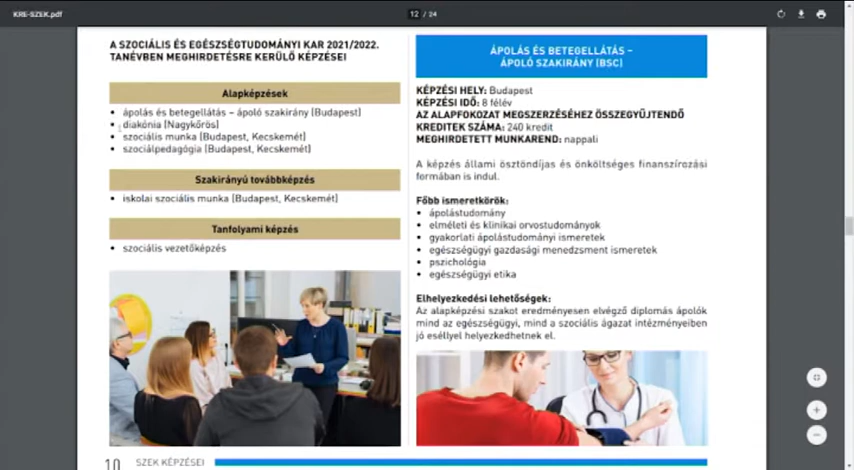 KRE-SZEK.pdf
12 / 24
A SZOCIÁLIS ÉS EGÉSZSÉGTUDOMÁNYI KAR 2021/2022.
TANÉVBEN MEGHIRDETÉSRE KERÜLŐ KÉPZÉSEI
Alapképzések
• ápolás és betegellátás – ápoló szakirány (Budapest)
• diakónia (Nagykőrös)
• szociális munka (Budapest, Kecskemét)
• szociálpedagógia (Budapest, Kecskemét)
Szakirányú továbbképzés
• iskolai szociális munka (Budapest, Kecskemét)
Tanfolyami képzés
• szociális vezetőképzés
10 SZEK KÉPZÉSEI
ÁPOLÁS ÉS BETEGELLÁTÁS –
ÁPOLÓ SZAKIRÁNY (BSC)
KÉPZÉSI HELY: Budapest
KÉPZÉSI IDŐ: 8 félév
AZ ALAPFOKOZAT MEGSZERZÉSÉHEZ ÖSSZEGYŰJTENDŐ
KREDITEK SZÁMA: 240 kredit
MEGHIRDETETT MUNKAREND: nappali
A képzés állami ösztöndíjas és önköltséges finanszírozási
formában is indul.
Főbb ismeretkörök:
• ápolástudomány
• elméleti és klinikai orvostudományok
• gyakorlati ápolástudományi ismeretek
• egészségügyi gazdasági menedzsment ismeretek
• pszichológia
• egészségügyi etika
Elhelyezkedési lehetőségek:
Az alapképzési szakot eredményesen elvégző diplomás ápolók
mind az egészségügyi, mind a szociális ágazat intézményeiben
jó eséllyel helyezkedhetnek el.